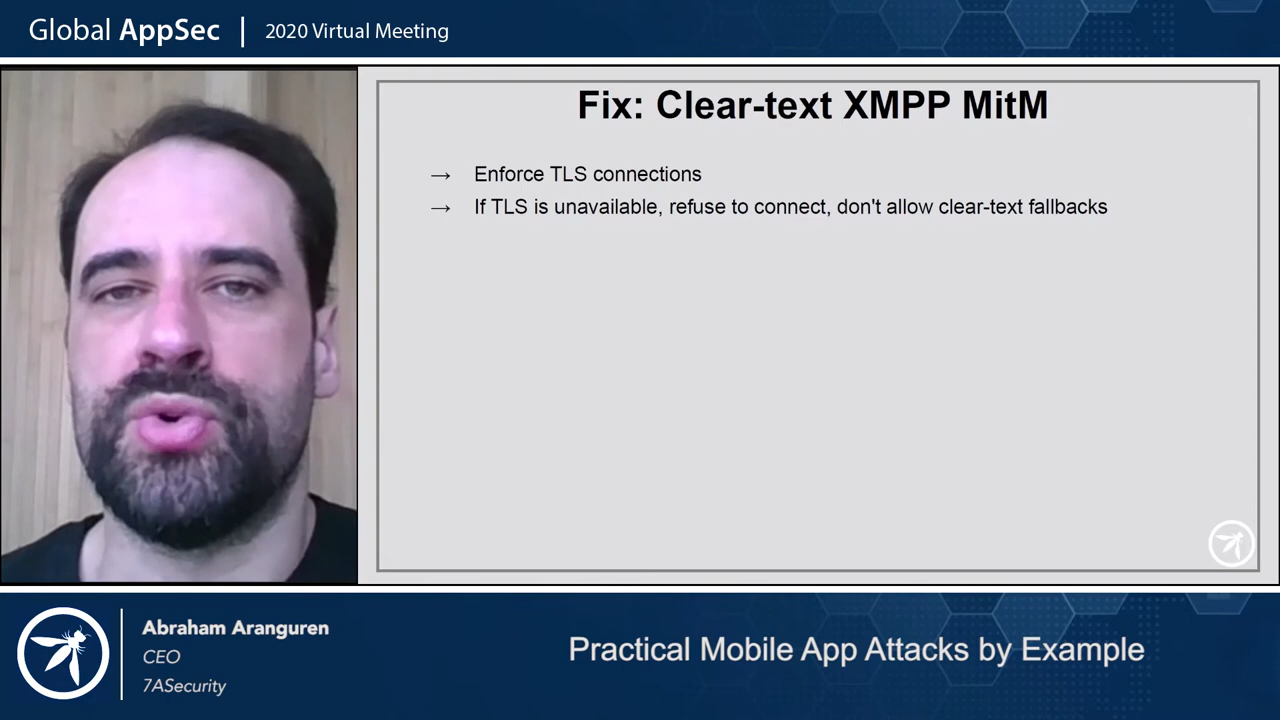 Global AppSec | 2020 Virtual Meeting
Fix: Clear-text XMPP MitM
→ Enforce TLS connections
→ If TLS is unavailable, refuse to connect, don't allow clear-text fallbacks
Abraham Aranguren
CEO
7ASecurity
Practical Mobile App Attacks by Example